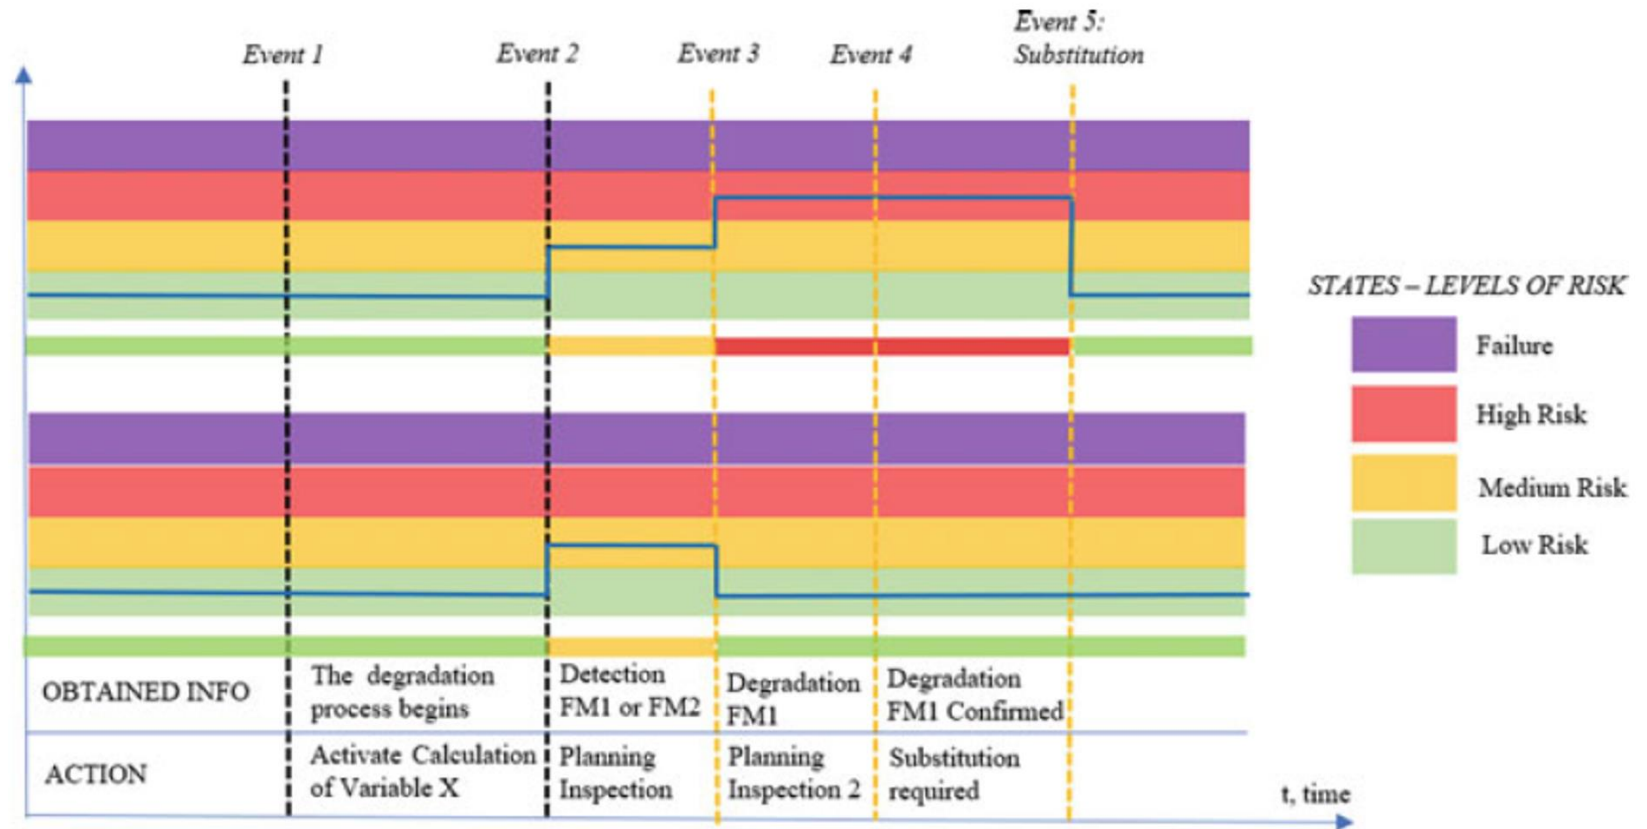 Event 1
Event 2
Event 3
Event 4
Event 5:
Substitution
STATES – LEVELS OF RISK
Failure
High Risk
Medium Risk
Low Risk
OBTAINED INFO
The degradation
process begins
Detection
FM1 or FM2
Degradation
FM1
Degradation
FM1 Confirmed
ACTION
Activate Calculation
of Variable X
Planning
Inspection
Planning
Inspection 2
Substitution
required
t, time